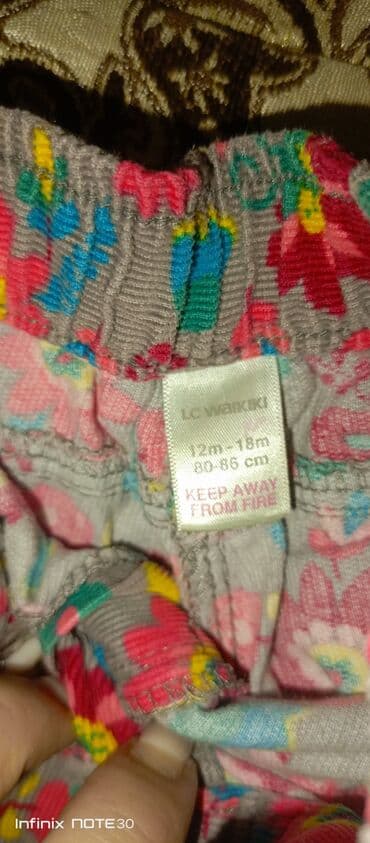 LC WAIKIKI
12m-18m
80-86 cm
KEEP AWAY
FROM FIRE
Infinix NOTE30